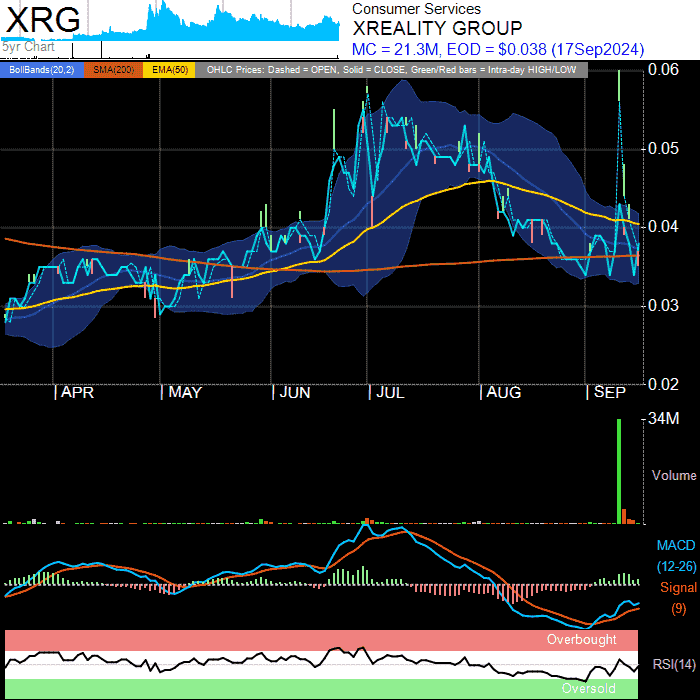 XRG
5yr Chart
Consumer Services
XREALITY GROUP
MC = 21.3M, EOD = $0.038 (17Sep2024)
BollBands(20,2) SMA(200) EMA(50) OHLC Prices: Dashed = OPEN, Solid = CLOSE, Green/Red bars = Intra-day HIGH/LOW
0.06
0.05
0.04
0.03
0.02
APR MAY JUN JUL AUG SEP
34M
Volume
MACD
(12-26)
Signal
(9)
Overbought
RSI(14)
Oversold